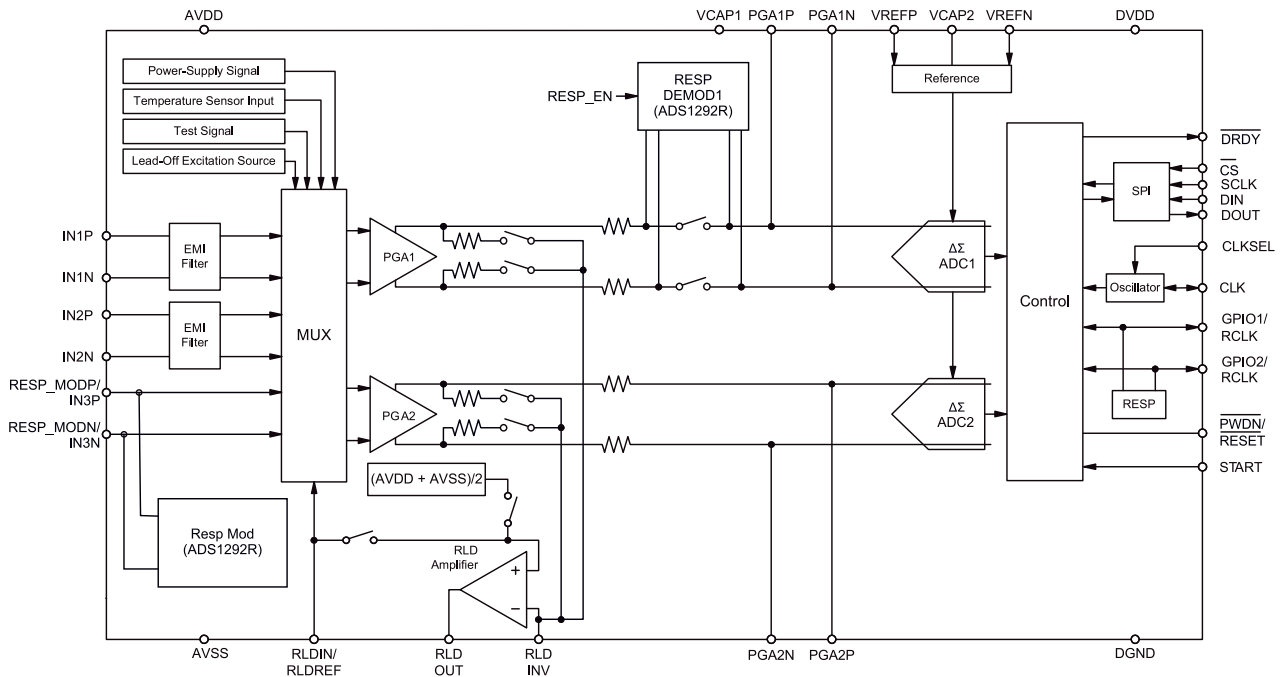 AVDD
VCAP1
PGA1P
PGA1N
VREFP
VCAP2
VREFN
DVDD
Power-Supply Signal
Temperature Sensor Input
Test Signal
Lead-Off Excitation Source
RESP_EN
RESP
DEMOD1
(ADS1292R)
Reference
DRDY
CS
SCLK
DIN
DOUT
SPI
CLKSEL
Oscillator
CLK
GPIO1/
RCLK
GPIO2/
RCLK
RESP
PWDN/
RESET
START
Control
IN1P
IN1N
IN2P
IN2N
RESP_MODP/
IN3P
RESP_MODN/
IN3N
EMI
Filter
EMI
Filter
MUX
PGA1
PGA2
ΔΣ
ADC1
ΔΣ
ADC2
(AVDD + AVSS)/2
Resp Mod
(ADS1292R)
RLD
Amplifier
+
−
AVSS
RLDIN/
RLDREF
RLD
OUT
RLD
INV
PGA2N
PGA2P
DGND